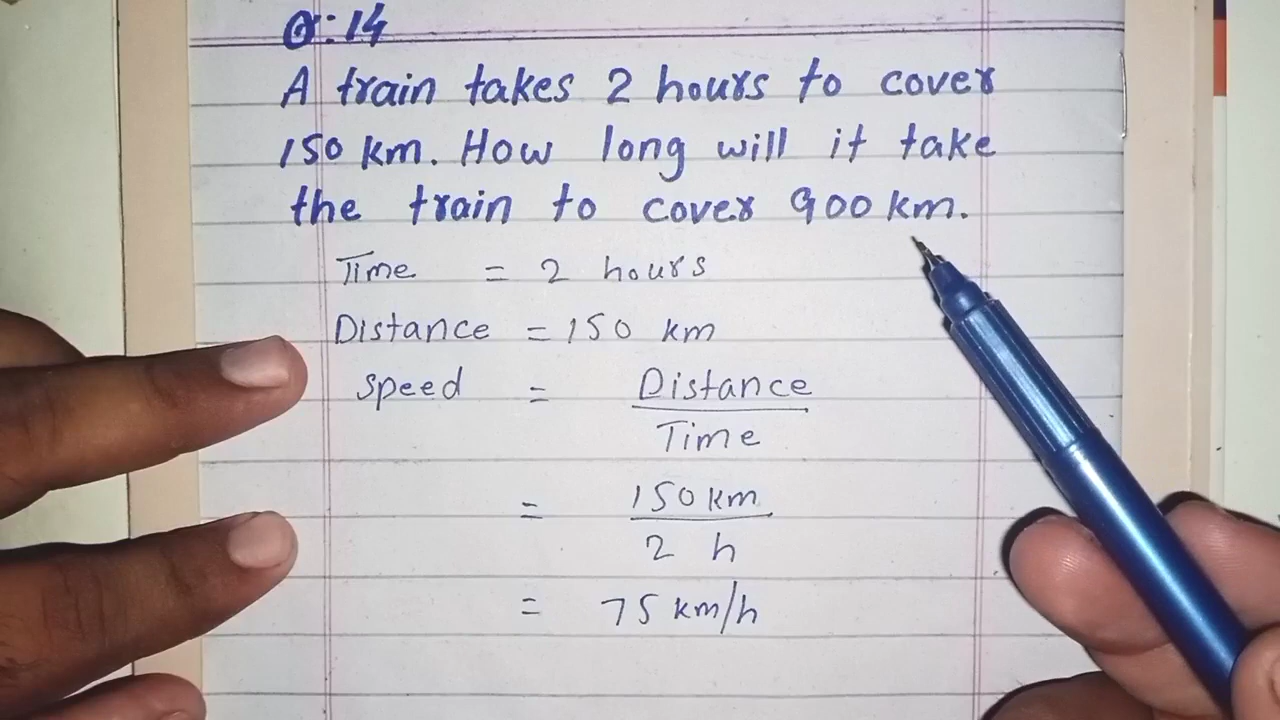 Q:14
A train takes 2 hours to cover
150 km. How long will it take
the train to cover 900 km.
Time = 2 hours
Distance = 150 km
Speed = Distance
Time
= 150 km
2 h
= 75 km/h